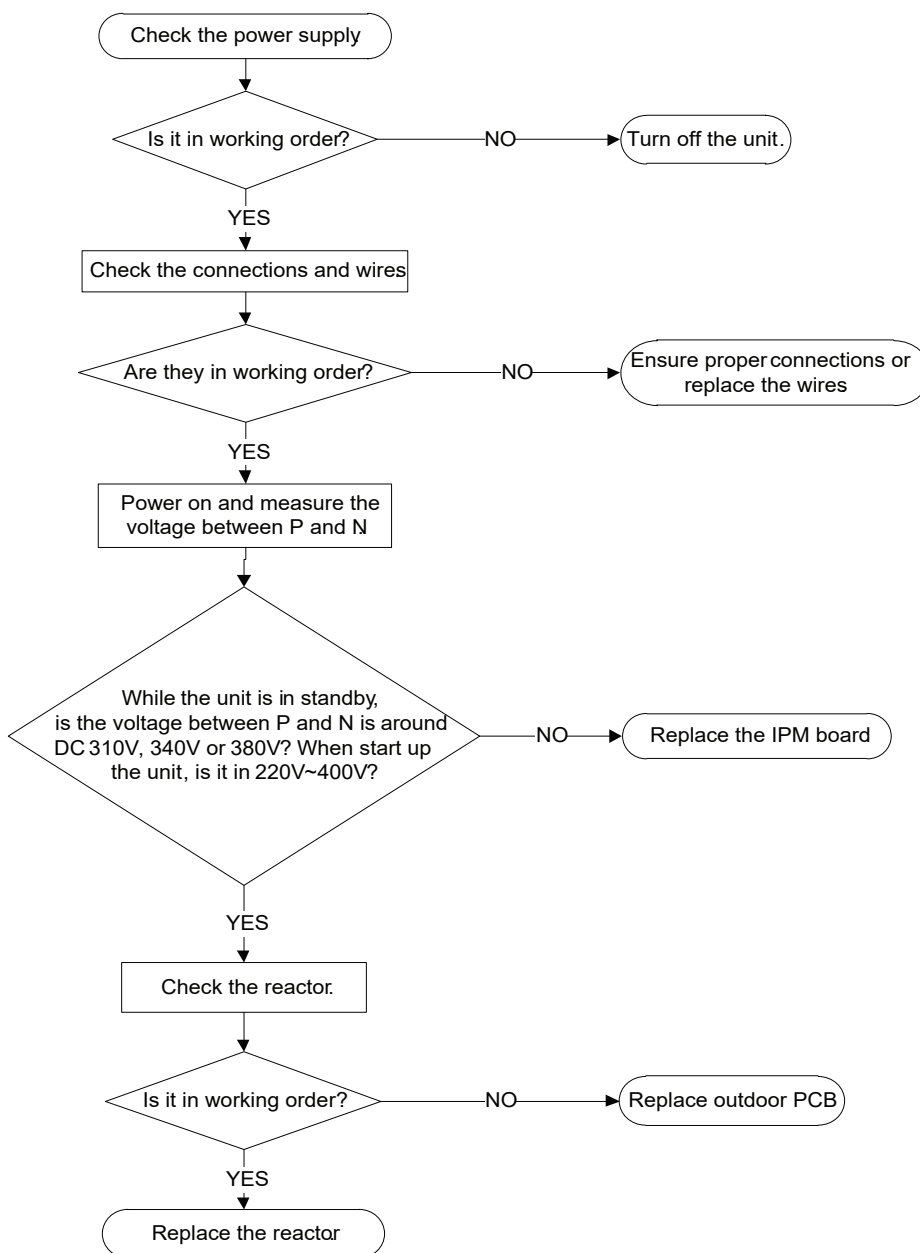 Check the power supply.
Is it in working order?
NO
Turn off the unit.
YES
Check the connections and wires.
Are they in working order?
NO
Ensure proper connections or
replace the wires
YES
Power on and measure the
voltage between P and N.
While the unit is in standby,
is the voltage between P and N is around
DC 310V, 340V or 380V? When start up
the unit, is it in 220V~400V?
NO
Replace the IPM board
YES
Check the reactor.
Is it in working order?
NO
Replace outdoor PCB
YES
Replace the reactor.